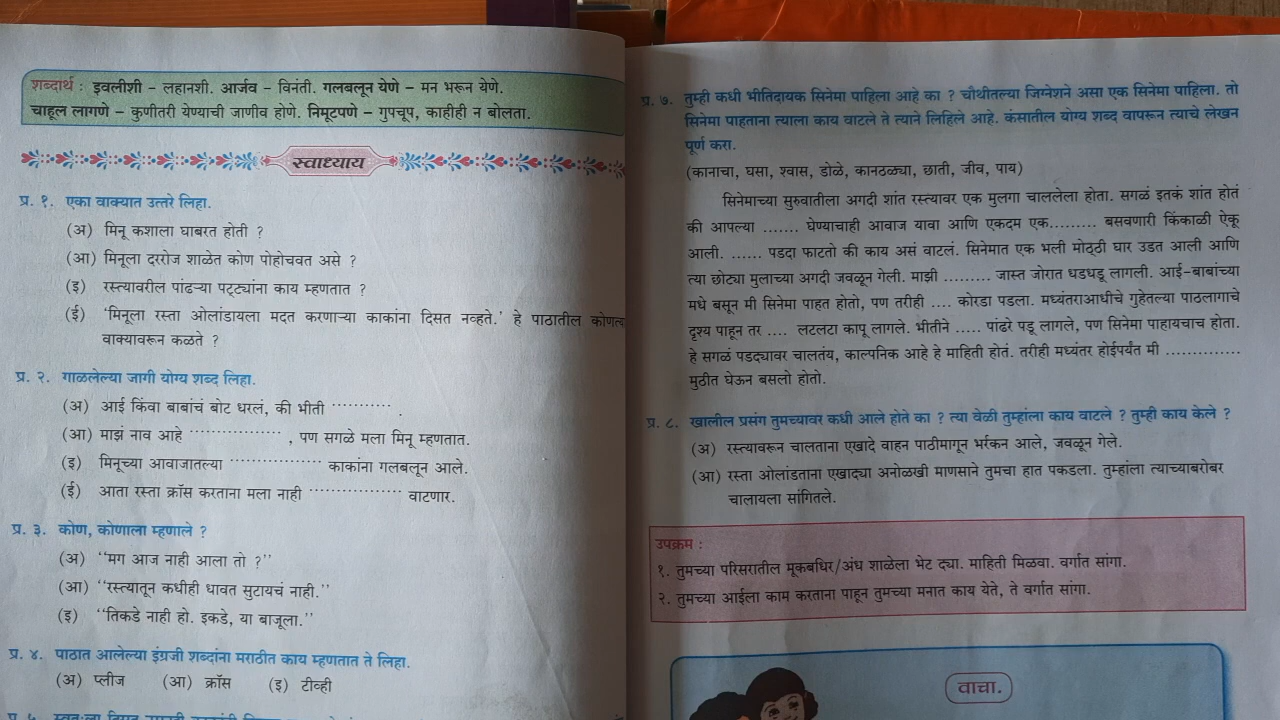 शब्दार्थ : इवलीशी – लहानशी. आर्जव – विनंती. गलबलून येणे – मन भरून येणे.
चाहूल लागणे – कुणीतरी येण्याची जाणीव होणे. निमूटपणे – गुपचूप, काहीही न बोलता.
स्वाध्याय
प्र. १. एका वाक्यात उत्तरे लिहा.
(अ) मिनू कशाला घाबरत होती ?
(आ) मिनूला दररोज शाळेत कोण पोहोचवत असे ?
(इ) रस्त्यावरील पांढऱ्या पट्ट्यांना काय म्हणतात ?
(ई) 'मिनूला रस्ता ओलांडायला मदत करणाऱ्या काकांना दिसत नव्हते.' हे पाठातील
वाक्यावरून कळते ?
प्र. २. गाळलेल्या जागी योग्य शब्द लिहा.
(अ) आई किंवा बाबांचं बोट धरलं, की भीती ........... .
(आ) माझं नाव आहे ................ , पण सगळे मला मिनू म्हणतात.
(इ) मिनूच्या आवाजातल्या ................ काकांना गलबलून आले.
(ई) आता रस्ता क्रॉस करताना मला नाही ................ वाटणार.
प्र. ३. कोण, कोणाला म्हणाले ?
(अ) ''मग आज नाही आला तो ?''
(आ) ''रस्त्यातून कधीही धावत सुटायचं नाही.''
(इ) ''तिकडे नाही हो. इकडे, या बाजूला.''
प्र. ४. पाठात आलेल्या इंग्रजी शब्दांना मराठीत काय म्हणतात ते लिहा.
(अ) प्लीज (आ) क्रॉस (इ) टीव्ही
प्र. ७. तुम्ही कधी भीतिदायक सिनेमा पाहिला आहे का ? चौथीतल्या जिग्नेशने असा एक सिनेमा पाहिला. तो
सिनेमा पाहताना त्याला काय वाटले ते त्याने लिहिले आहे. कंसातील योग्य शब्द वापरून त्याचे लेखन
पूर्ण करा.
(कानाचा, घसा, श्वास, डोळे, कानठळ्या, छाती, जीव, पाय)
सिनेमाच्या सुरुवातीला अगदी शांत रस्त्यावर एक मुलगा चाललेला होता. सगळं इतकं शांत होतं
की आपल्या ....... घेण्याचाही आवाज यावा आणि एकदम एक......... बसवणारी किंकाळी ऐकू
आली. ...... पडदा फाटतो की काय असं वाटलं. सिनेमात एक भली मोठ्ठी घार उडत आली आणि
त्या छोट्या मुलाच्या अगदी जवळून गेली. माझी ......... जास्त जोरात धडधडू लागली. आई-बाबांच्या
मधे बसून मी सिनेमा पाहत होतो, पण तरीही .... कोरडा पडला. मध्यंतराआधीचे गुहेतल्या पाठलागाचे
दृश्य पाहून तर .... लटलटा कापू लागले. भीतीने ..... पांढरे पडू लागले, पण सिनेमा पाहायचाच होता.
हे सगळं पडद्यावर चालतंय, काल्पनिक आहे हे माहिती होतं. तरीही मध्यंतर होईपर्यंत मी ..............
मुठीत घेऊन बसलो होतो.
प्र. ८. खालील प्रसंग तुमच्यावर कधी आले होते का ? त्या वेळी तुम्हांला काय वाटले ? तुम्ही काय केले ?
(अ) रस्त्यावरून चालताना एखादे वाहन पाठीमागून भर्रकन आले, जवळून गेले.
(आ) रस्ता ओलांडताना एखाद्या अनोळखी माणसाने तुमचा हात पकडला. तुम्हांला त्याच्याबरोबर
चालायला सांगितले.
उपक्रम :
१. तुमच्या परिसरातील मूकबधिर/अंध शाळेला भेट द्या. माहिती मिळवा. वर्गात सांगा.
२. तुमच्या आईला काम करताना पाहून तुमच्या मनात काय येते, ते वर्गात सांगा.
वाचा.